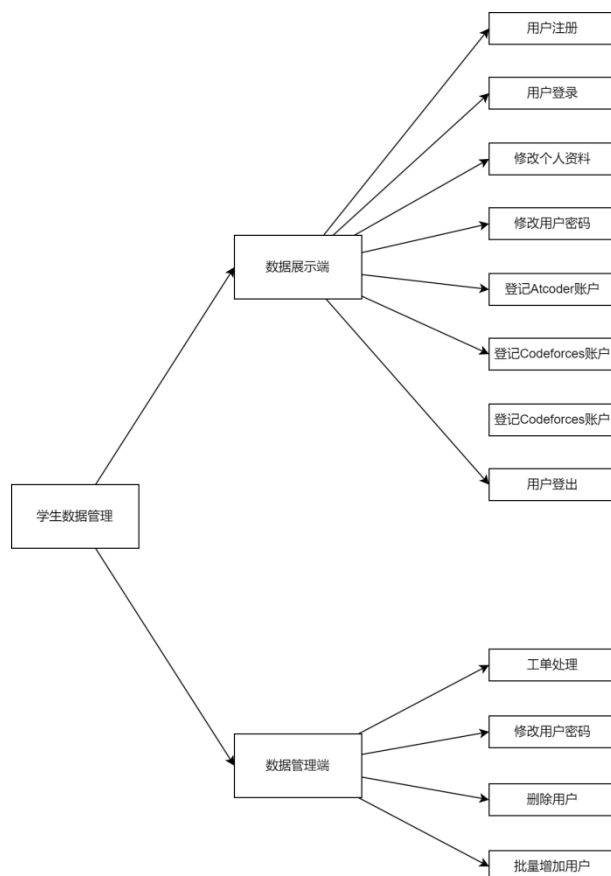 用户注册
用户登录
修改个人资料
修改用户密码
数据展示端
登记Atcoder账户
登记Codeforces账户
登记Codeforces账户
用户登出
学生数据管理
工单处理
修改用户密码
数据管理端
删除用户
批量增加用户